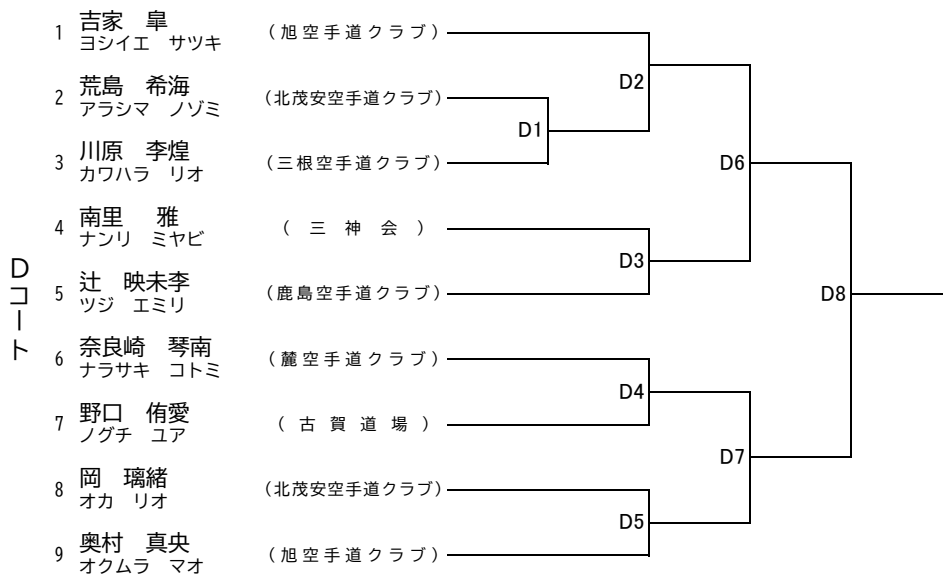 Dコート
1 吉家 皐 (旭空手道クラブ)
ヨシイエ サツキ
2 荒島 希海 (北茂安空手道クラブ)
アラシマ ノゾミ
3 川原 李煌 (三根空手道クラブ)
カワハラ リオ
4 南里 雅 (三神会)
ナンリ ミヤビ
5 辻 映未李 (鹿島空手道クラブ)
ツジ エミリ
6 奈良崎 琴南 (麓空手道クラブ)
ナラサキ コトミ
7 野口 侑愛 (古賀道場)
ノグチ ユア
8 岡 璃緒 (北茂安空手道クラブ)
オカ リオ
9 奥村 真央 (旭空手道クラブ)
オクムラ マオ
D1
D2
D3
D4
D5
D6
D7
D8